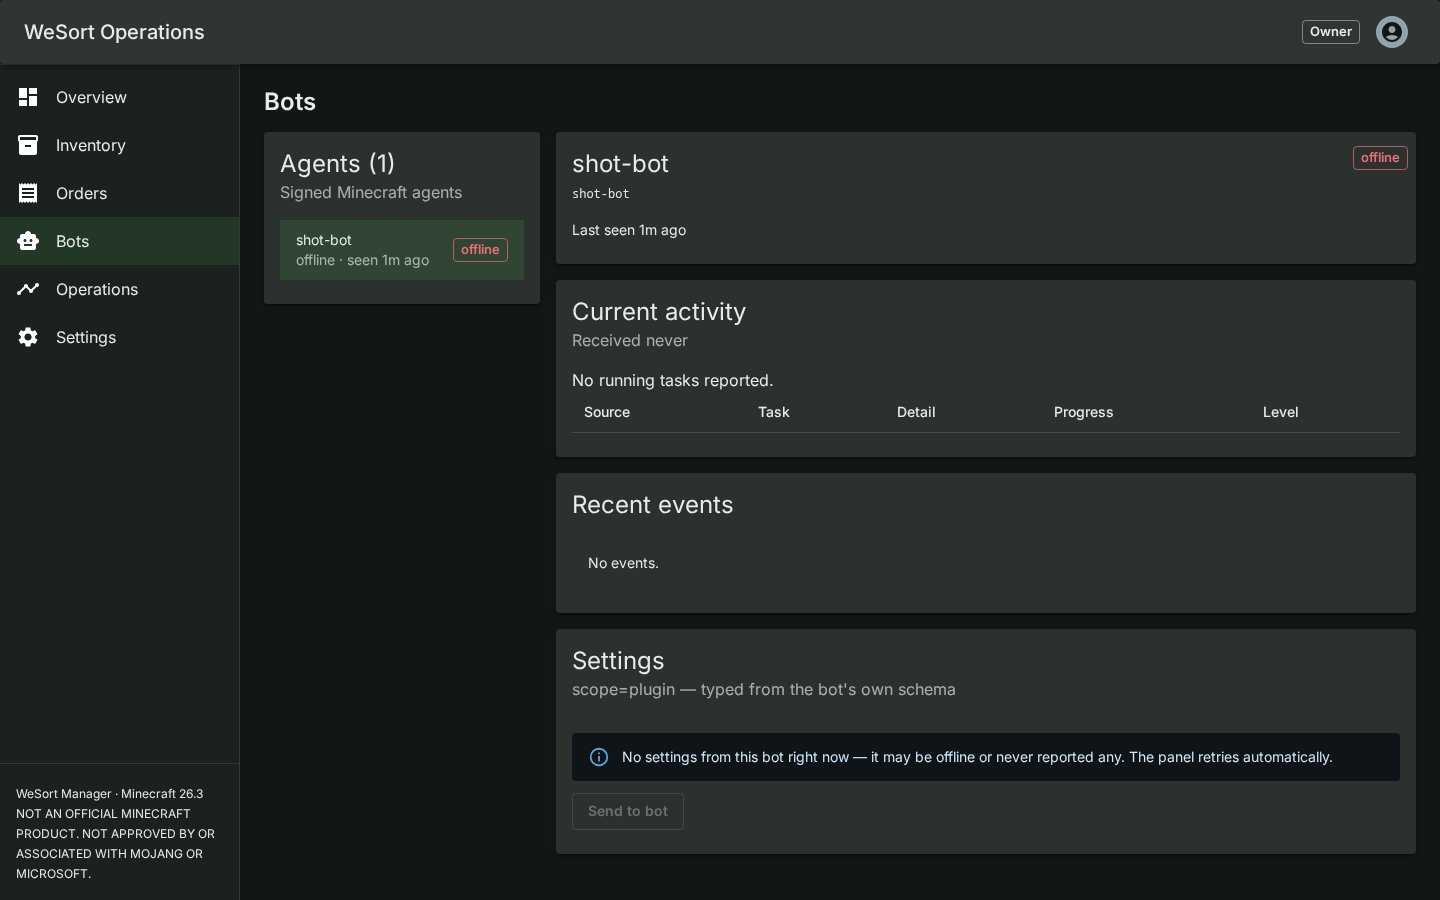 WeSort Operations
Owner
Overview
Inventory
Orders
Bots
Operations
Settings
WeSort Manager · Minecraft 26.3
NOT AN OFFICIAL MINECRAFT
PRODUCT. NOT APPROVED BY OR
ASSOCIATED WITH MOJANG OR
MICROSOFT.
Bots
Agents (1)
Signed Minecraft agents
shot-bot
offline · seen 1m ago
offline
shot-bot
offline
shot-bot
Last seen 1m ago
Current activity
Received never
No running tasks reported.
Source Task Detail Progress Level
Recent events
No events.
Settings
scope=plugin — typed from the bot's own schema
No settings from this bot right now — it may be offline or never reported any. The panel retries automatically.
Send to bot